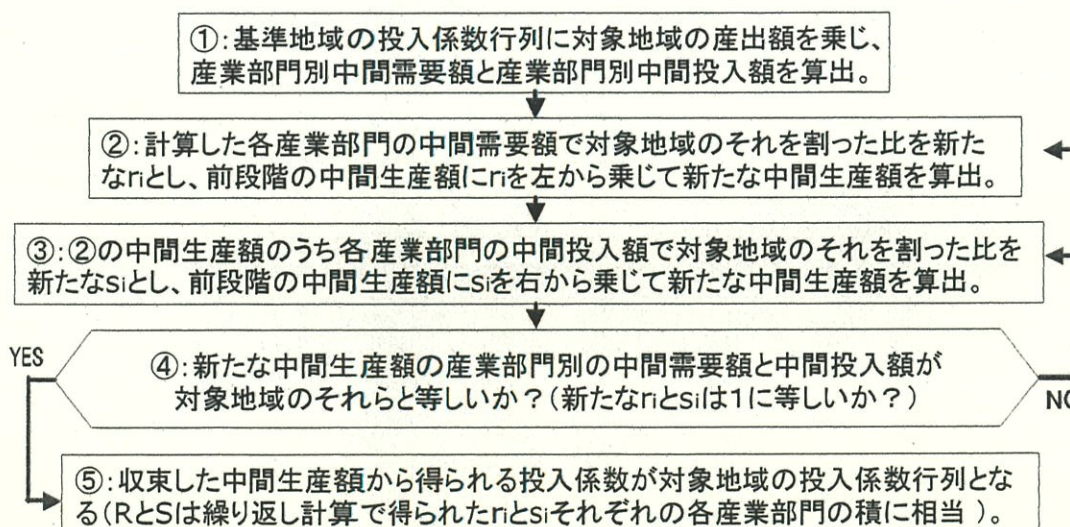 ①:基準地域の投入係数行列に対象地域の産出額を乗じ、
産業部門別中間需要額と産業部門別中間投入額を算出。
②:計算した各産業部門の中間需要額で対象地域のそれを割った比を新た
なriとし、前段階の中間生産額にriを左から乗じて新たな中間生産額を算出。
③:②の中間生産額のうち各産業部門の中間投入額で対象地域のそれを割った比を
新たなsiとし、前段階の中間生産額にsiを右から乗じて新たな中間生産額を算出。
YES
④:新たな中間生産額の産業部門別の中間需要額と中間投入額が
対象地域のそれらと等しいか?(新たなriとsiは1に等しいか?)
NO
⑤:収束した中間生産額から得られる投入係数が対象地域の投入係数行列とな
る(RとSは繰り返し計算で得られたriとsiそれぞれの各産業部門の積に相当 )。